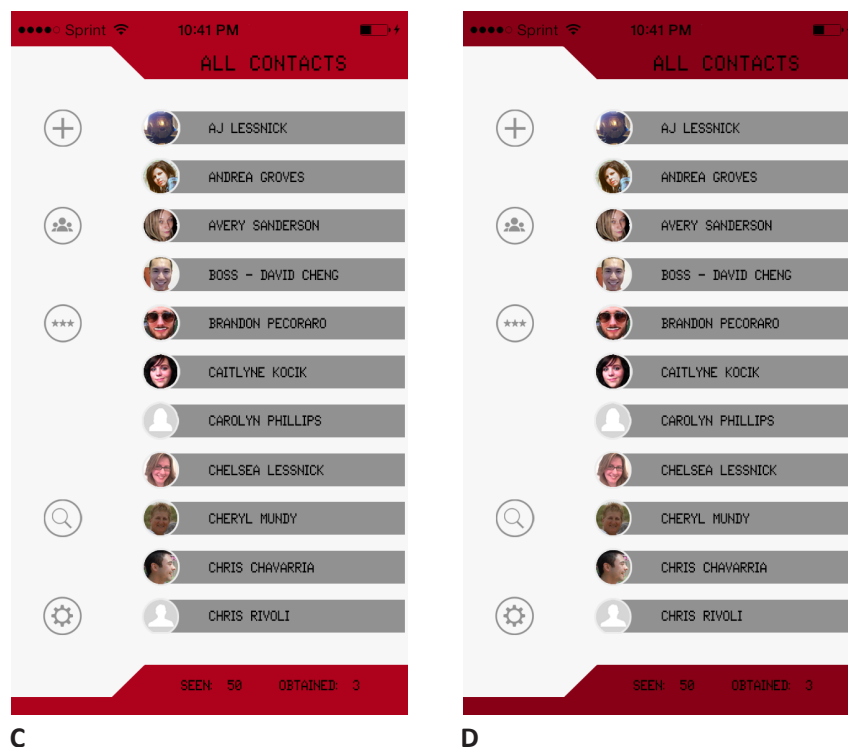 Sprint 10:41 PM
ALL CONTACTS
AJ LESSNICK
ANDREA GROVES
AVERY SANDERSON
BOSS - DAVID CHENG
BRANDON PECORARO
CAITLYNE KOCIK
CAROLYN PHILLIPS
CHELSEA LESSNICK
CHERYL MUNDY
CHRIS CHAVARRIA
CHRIS RIVOLI
SEEN: 50 OBTAINED: 3
C
Sprint 10:41 PM
ALL CONTACTS
AJ LESSNICK
ANDREA GROVES
AVERY SANDERSON
BOSS - DAVID CHENG
BRANDON PECORARO
CAITLYNE KOCIK
CAROLYN PHILLIPS
CHELSEA LESSNICK
CHERYL MUNDY
CHRIS CHAVARRIA
CHRIS RIVOLI
SEEN: 50 OBTAINED: 3
D